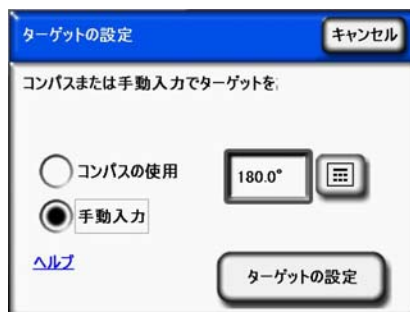 ターゲットの設定
キャンセル
コンパスまたは手動入力でターゲットを
コンパスの使用
180.0°
手動入力
ヘルプ
ターゲットの設定